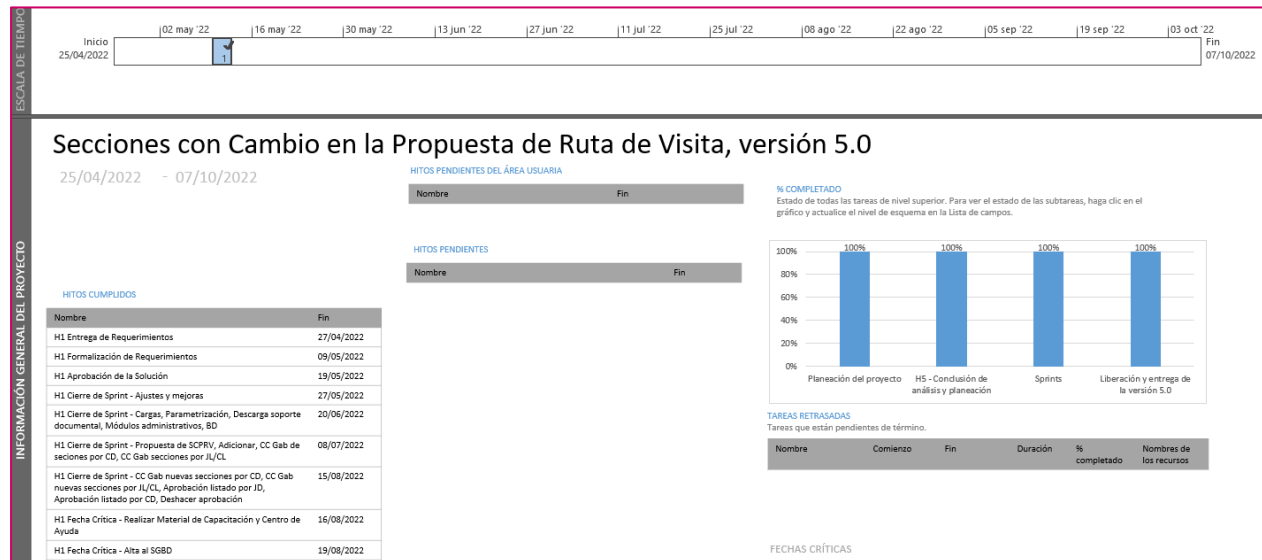 ESCALA DE TIEMPO
02 may '22
16 may '22
30 may '22
13 jun '22
27 jun '22
11 jul '22
25 jul '22
08 ago '22
22 ago '22
05 sep '22
19 sep '22
03 oct '22
Inicio
25/04/2022
1
Fin
07/10/2022
INFORMACIÓN GENERAL DEL PROYECTO
Secciones con Cambio en la Propuesta de Ruta de Visita, versión 5.0
25/04/2022 - 07/10/2022
HITOS CUMPLIDOS
Nombre Fin
H1 Entrega de Requerimientos 27/04/2022
H1 Formalización de Requerimientos 09/05/2022
H1 Aprobación de la Solución 19/05/2022
H1 Cierre de Sprint - Ajustes y mejoras 27/05/2022
H1 Cierre de Sprint - Cargas, Parametrización, Descarga soporte 20/06/2022
documental, Módulos administrativos, BD
H1 Cierre de Sprint - Propuesta de SCPRV, Adicionar, CC Gab de 08/07/2022
seciones por CD, CC Gab secciones por JL/CL
H1 Cierre de Sprint - CC Gab nuevas secciones por CD, CC Gab 15/08/2022
nuevas secciones por JL/CL, Aprobación listado por JD,
Aprobación listado por CD, Deshacer aprobación
H1 Fecha Crítica - Realizar Material de Capacitación y Centro de 16/08/2022
Ayuda
H1 Fecha Crítica - Alta al SGBD 19/08/2022
HITOS PENDIENTES DEL ÁREA USUARIA
Nombre Fin
HITOS PENDIENTES
Nombre Fin
% COMPLETADO
Estado de todas las tareas de nivel superior. Para ver el estado de las subtareas, haga clic en el
gráfico y actualice el nivel de esquema en la Lista de campos.
100% 100% 100% 100%
100%
80%
60%
40%
20%
0%
Planeación del proyecto
H5 - Conclusión de
análisis y planeación
Sprints
Liberación y entrega de
la versión 5.0
TAREAS RETRASADAS
Tareas que están pendientes de término.
Nombre Comienzo Fin Duración % completado Nombres de los recursos
FECHAS CRÍTICAS